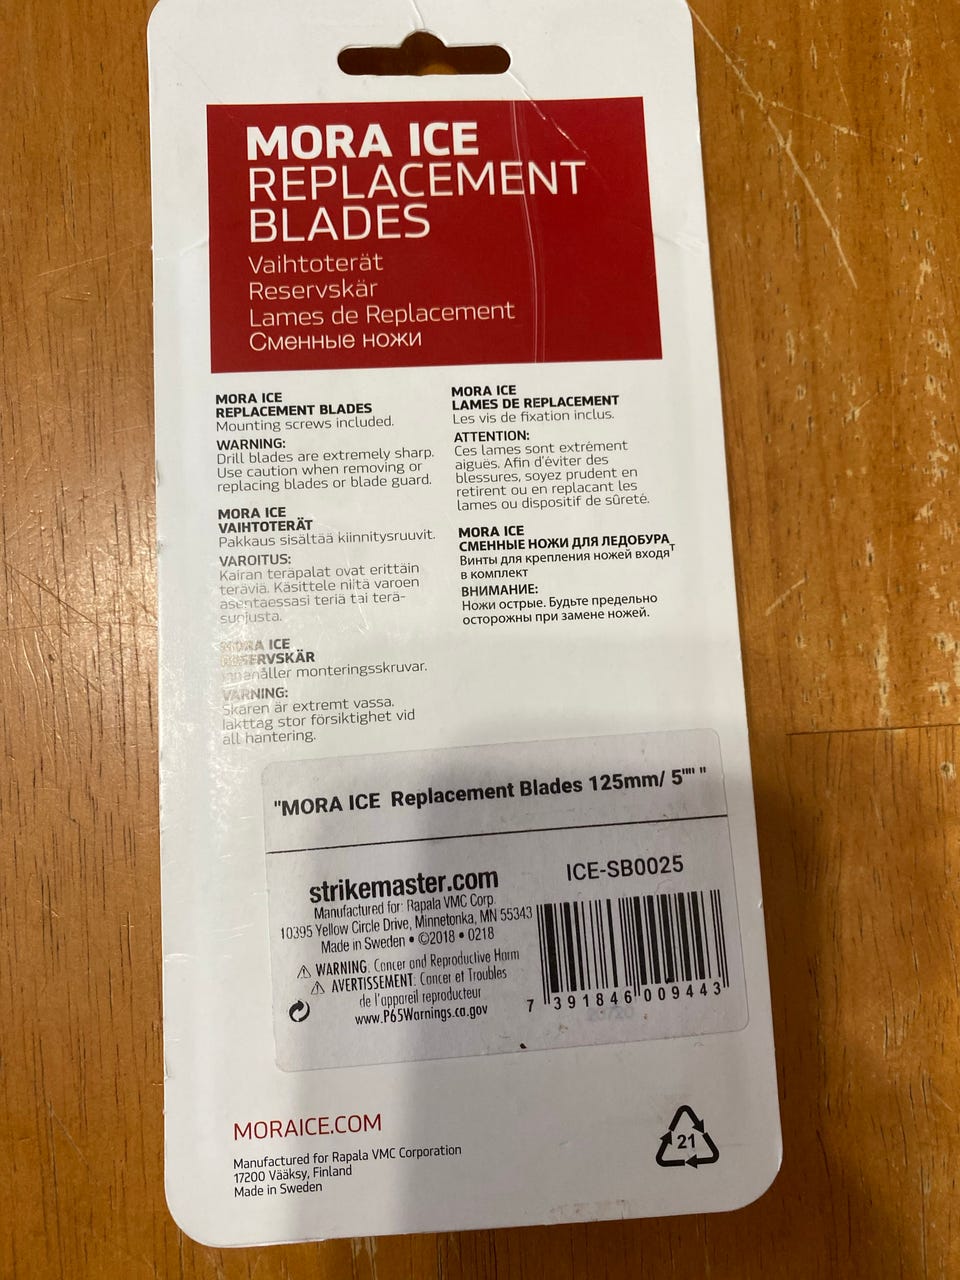 MORA ICE
REPLACEMENT
BLADES
Vaihtoterät
Reservskär
Lames de Replacement
Сменные ножи
MORA ICE
REPLACEMENT BLADES
Mounting screws included.
WARNING:
Drill blades are extremely sharp.
Use caution when removing or
replacing blades or blade guard.
MORA ICE
VAIHTOTERÄT
Pakkaus sisältää kiinnitysruuvit.
VAROITUS:
Kairan teräpalat ovat erittäin
teräviä. Käsittele niitä varoen
asentaessasi teriä tai terä-
suojusta.
MORA ICE
RESERVSKÄR
Innehåller monteringsskruvar.
VARNING:
Skären är extremt vassa.
Iakttag stor försiktighet vid
all hantering.
MORA ICE
LAMES DE REPLACEMENT
Les vis de fixation inclus.
ATTENTION:
Ces lames sont extrément
aiguës. Afin d'éviter des
blessures, soyez prudent en
retirent ou en replacant les
lames ou dispositif de sûreté.
MORA ICE
СМЕННЫЕ НОЖИ ДЛЯ ЛЕДОБУРА
Винты для крепления ножей входят
в комплект
ВНИМАНИЕ:
Ножи острые. Будьте предельно
осторожны при замене ножей.
"MORA ICE Replacement Blades 125mm/ 5"" "
strikemaster.com
Manufactured for: Rapala VMC Corp.
10395 Yellow Circle Drive, Minnetonka, MN 55343
Made in Sweden • ©2018 • 0218
⚠ WARNING: Cancer and Reproductive Harm
⚠ AVERTISSEMENT: Cancer et Troubles
de l'appareil reproducteur
www.P65Warnings.ca.gov
ICE-SB0025
7 391846 009443
MORAICE.COM
Manufactured for Rapala VMC Corporation
17200 Vääksy, Finland
Made in Sweden
21